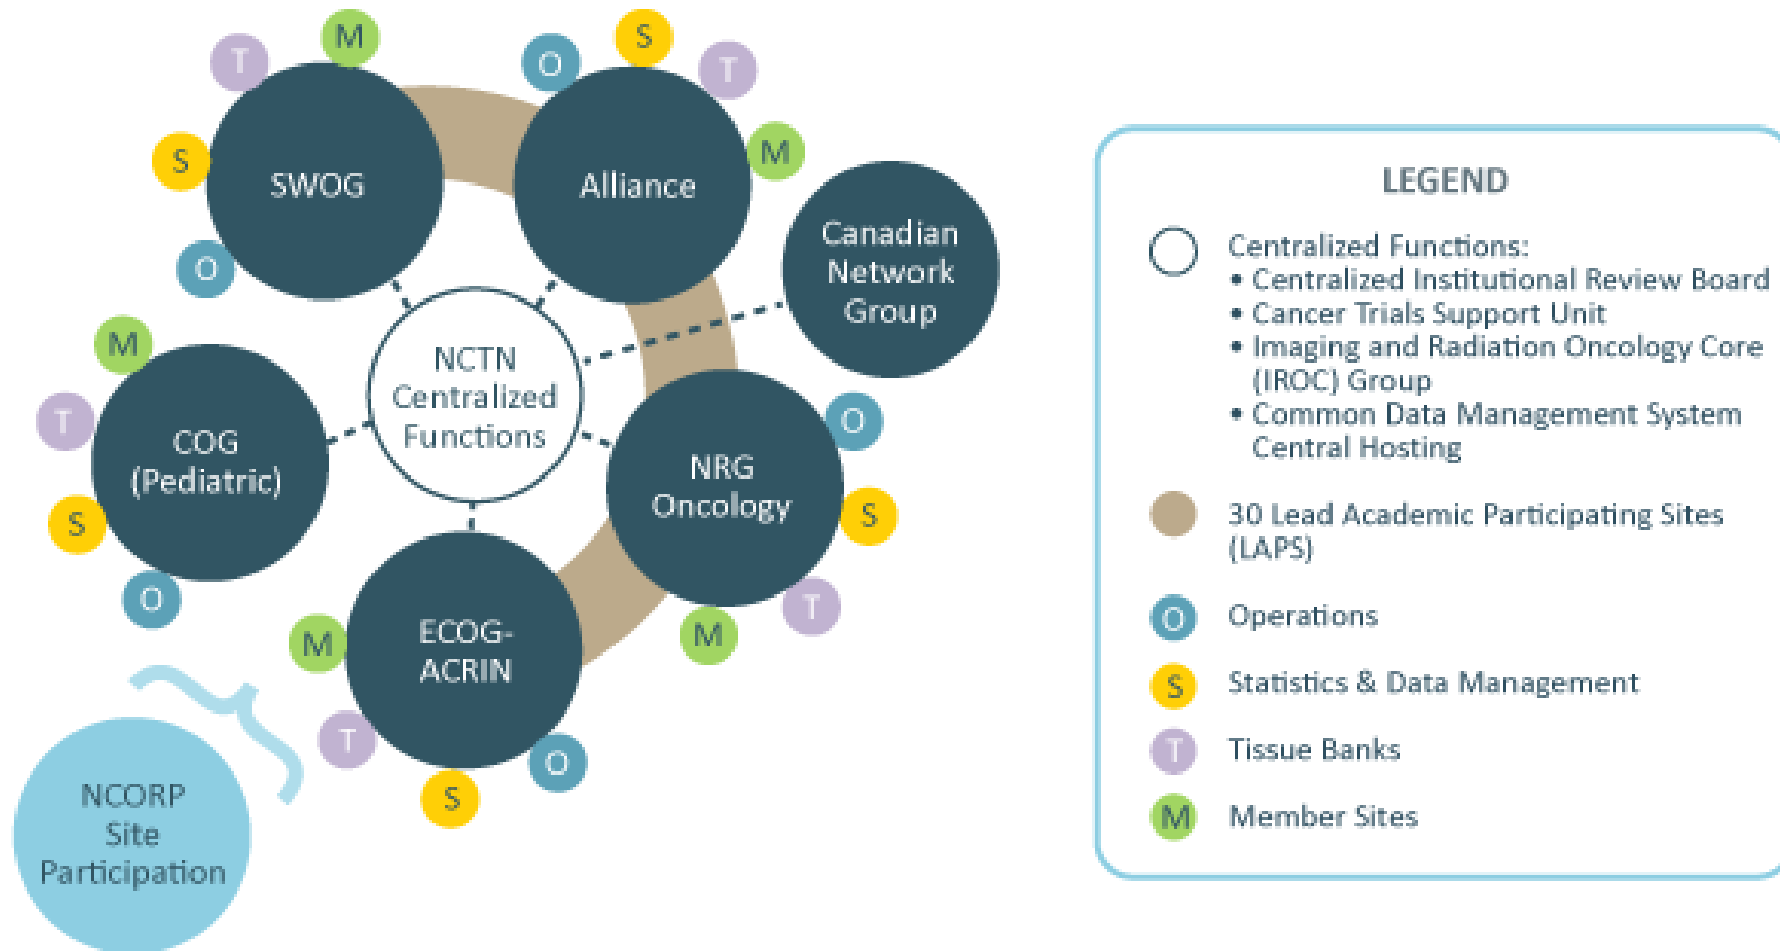 M
T
S
O
SWOG
O
S
T
M
Alliance
Canadian
Network
Group
NCTN
Centralized
Functions
M
T
S
O
COG
(Pediatric)
O
S
T
M
NRG
Oncology
M
T
S
O
ECOG-
ACRIN
NCORP
Site
Participation
LEGEND
Centralized Functions:
• Centralized Institutional Review Board
• Cancer Trials Support Unit
• Imaging and Radiation Oncology Core
(IROC) Group
• Common Data Management System
Central Hosting
30 Lead Academic Participating Sites
(LAPS)
O Operations
S Statistics & Data Management
T Tissue Banks
M Member Sites